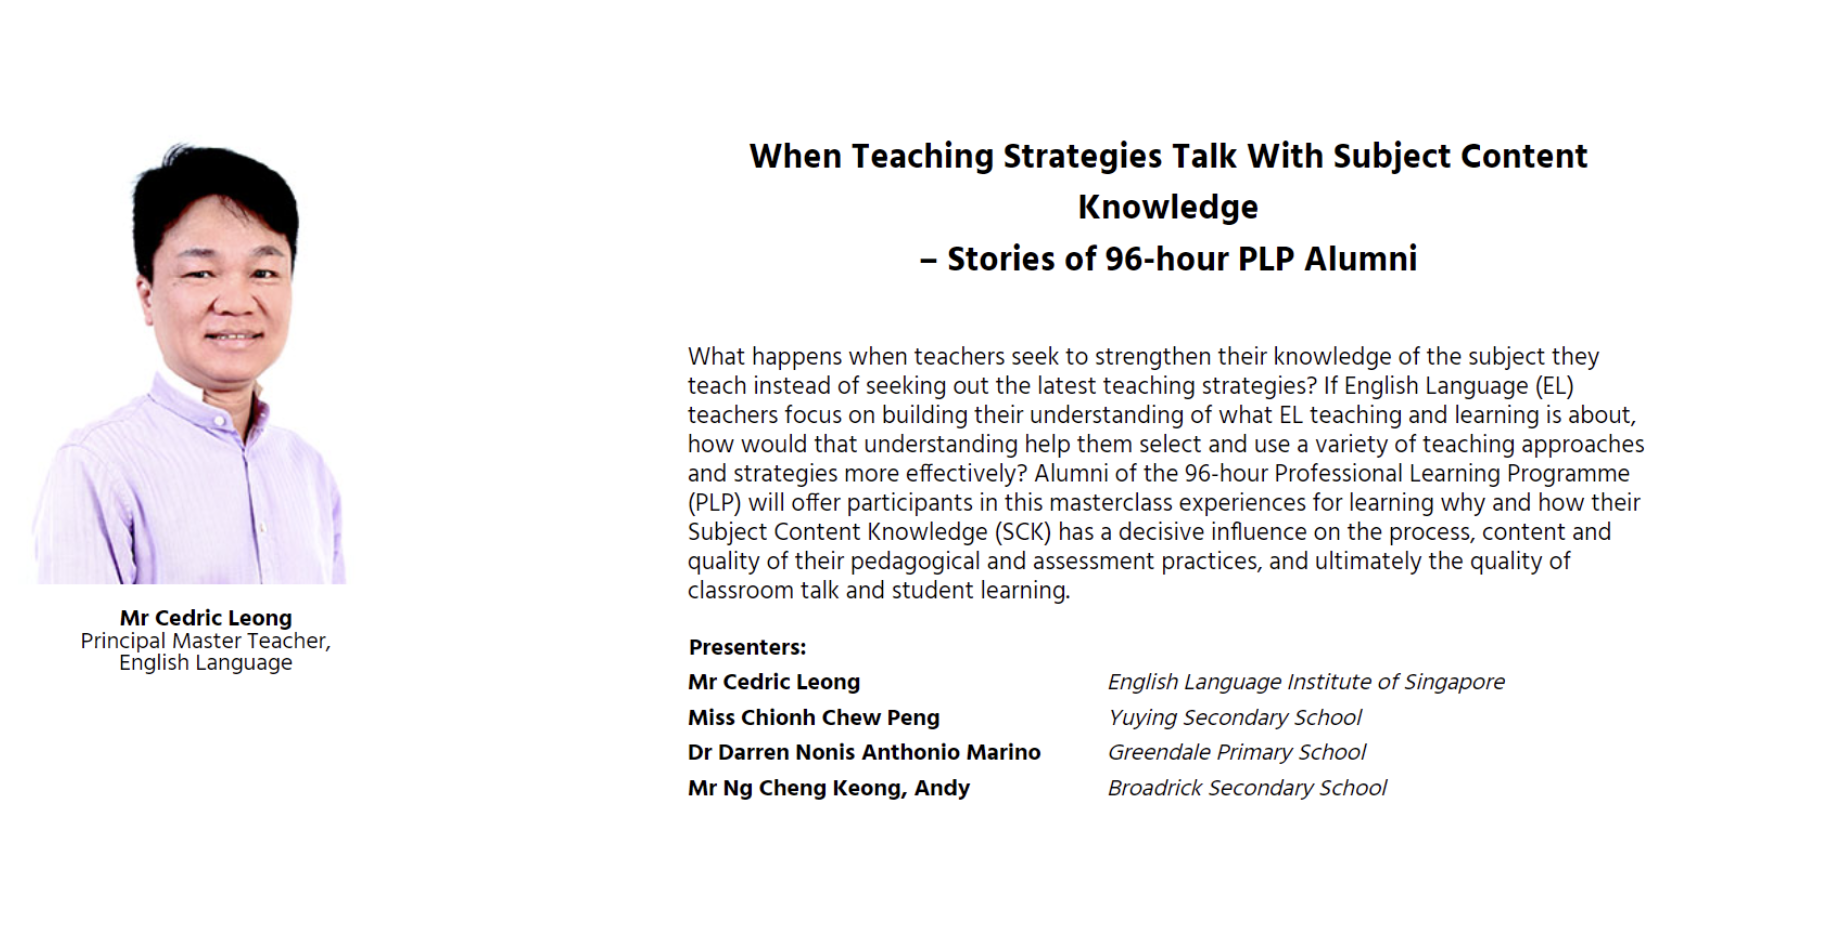 When Teaching Strategies Talk With Subject Content
Knowledge
– Stories of 96-hour PLP Alumni
What happens when teachers seek to strengthen their knowledge of the subject they
teach instead of seeking out the latest teaching strategies? If English Language (EL)
teachers focus on building their understanding of what EL teaching and learning is about,
how would that understanding help them select and use a variety of teaching approaches
and strategies more effectively? Alumni of the 96-hour Professional Learning Programme
(PLP) will offer participants in this masterclass experiences for learning why and how their
Subject Content Knowledge (SCK) has a decisive influence on the process, content and
quality of their pedagogical and assessment practices, and ultimately the quality of
classroom talk and student learning.
Mr Cedric Leong
Principal Master Teacher,
English Language
Presenters:
Mr Cedric Leong English Language Institute of Singapore
Miss Chionh Chew Peng Yuying Secondary School
Dr Darren Nonis Anthonio Marino Greendale Primary School
Mr Ng Cheng Keong, Andy Broadrick Secondary School